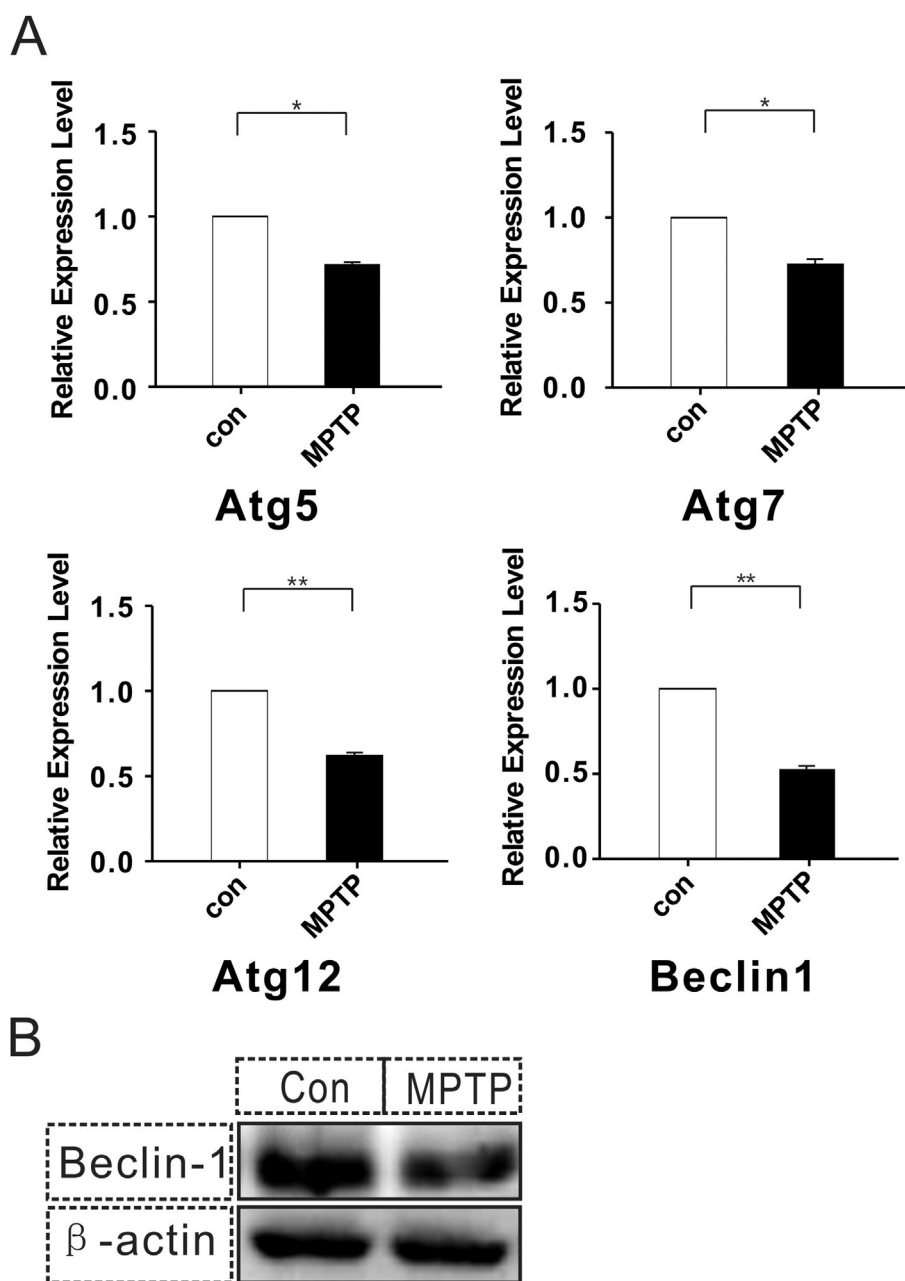 A
Relative Expression Level
1.5
1.0
0.5
0.0
*
con
MPTP
Atg5
Relative Expression Level
1.5
1.0
0.5
0.0
*
con
MPTP
Atg7
Relative Expression Level
1.5
1.0
0.5
0.0
**
con
MPTP
Atg12
Relative Expression Level
1.5
1.0
0.5
0.0
**
con
MPTP
Beclin1
B
Con MPTP
Beclin-1
β-actin